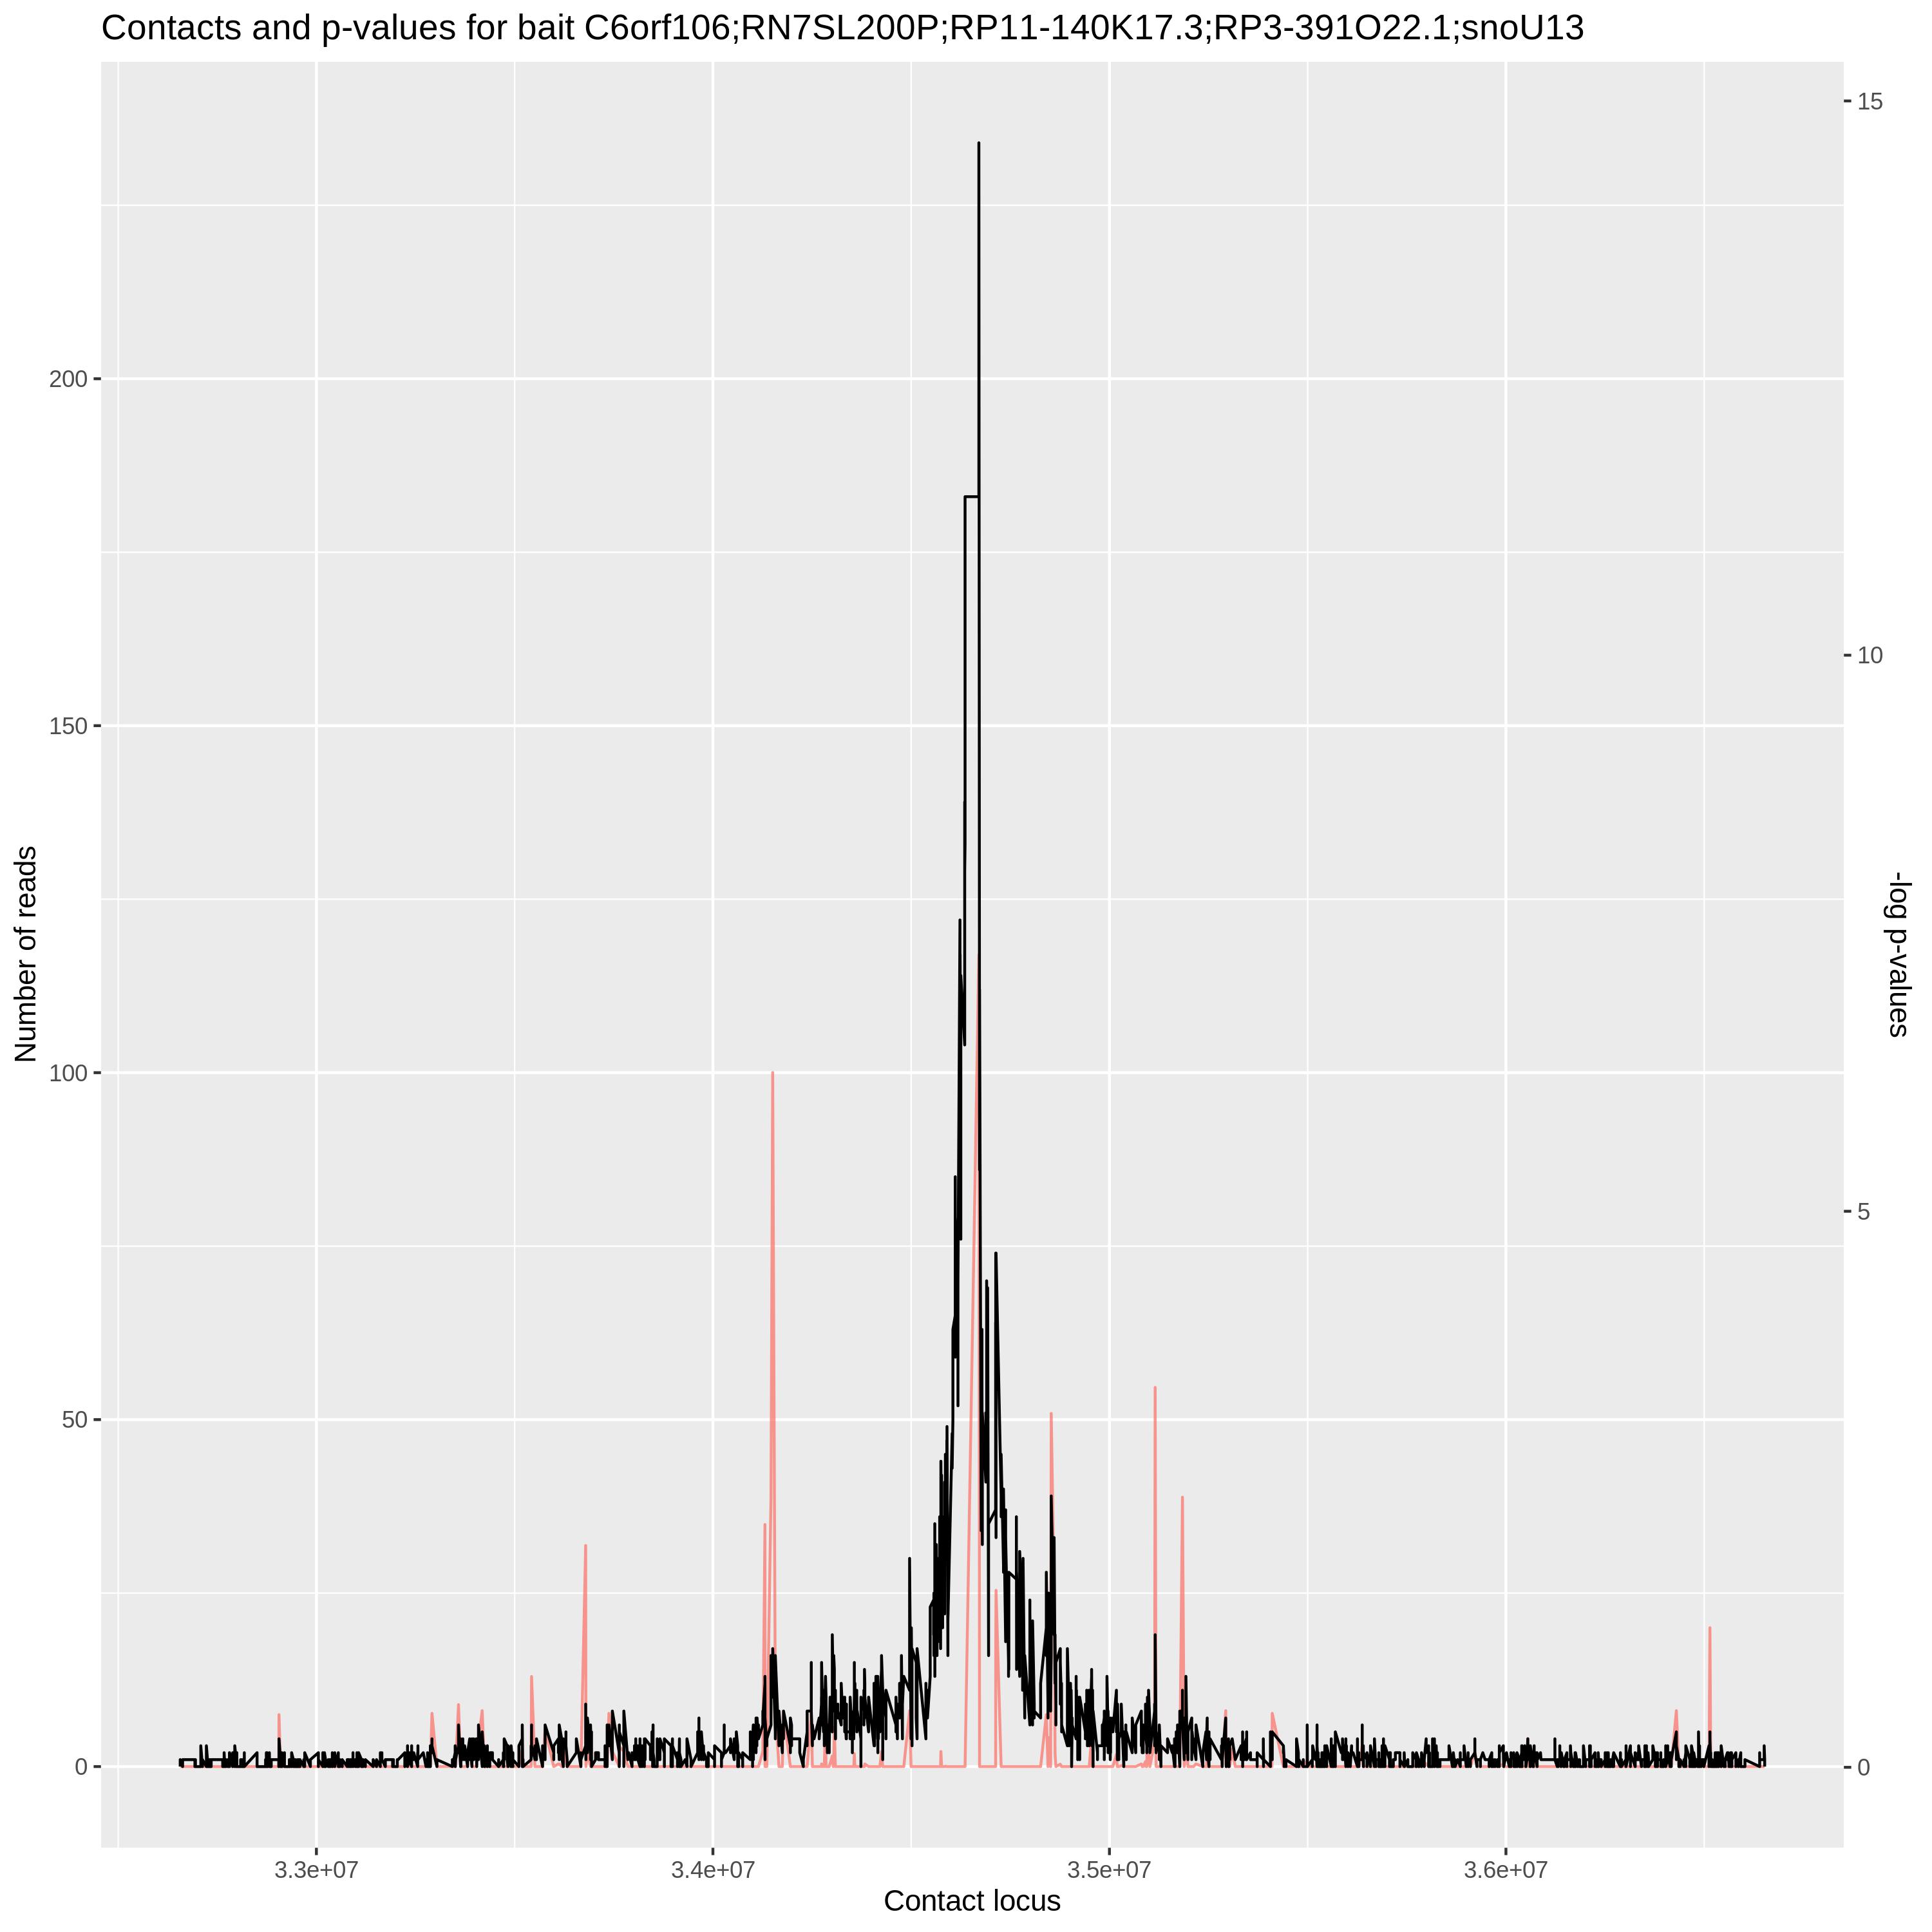 Contacts and p-values for bait C6orf106;RN7SL200P;RP11-140K17.3;RP3-391O22.1;snoU13
15
200
10
150
Number of reads
-log p-values
100
5
50
0
0
3.3e+07
3.4e+07
3.5e+07
3.6e+07
Contact locus